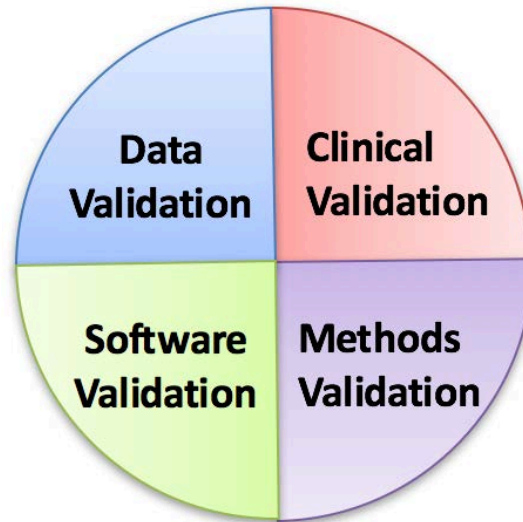 Data
Validation
Clinical
Validation
Software
Validation
Methods
Validation